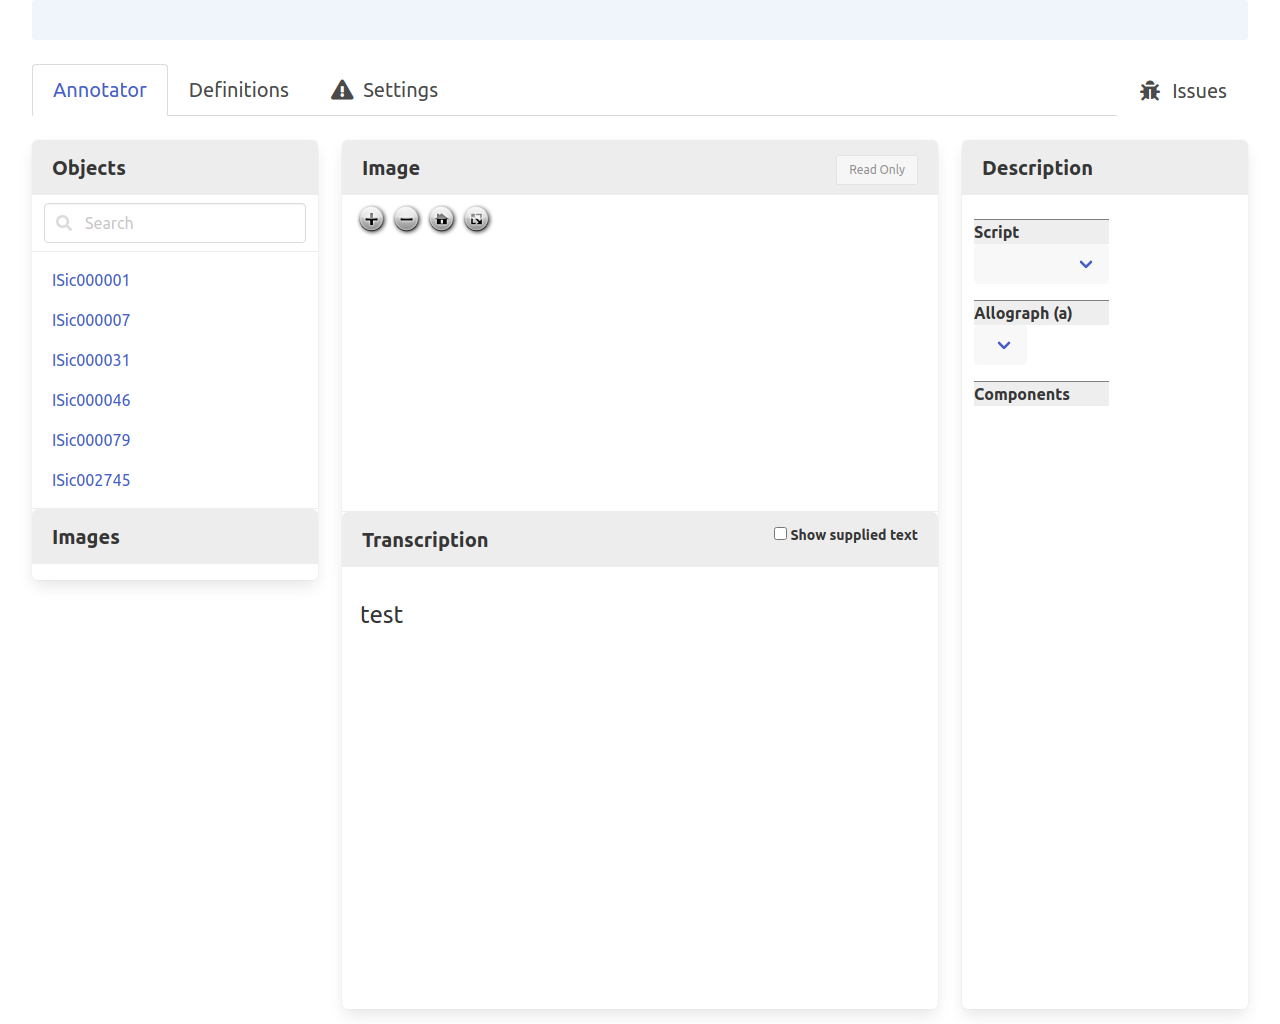 Annotator
Definitions
Settings
Issues
Objects
Search
ISic000001
ISic000007
ISic000031
ISic000046
ISic000079
ISic002745
Images
Image
Read Only
Transcription
Show supplied text
test
Description
Script
Allograph (a)
Components